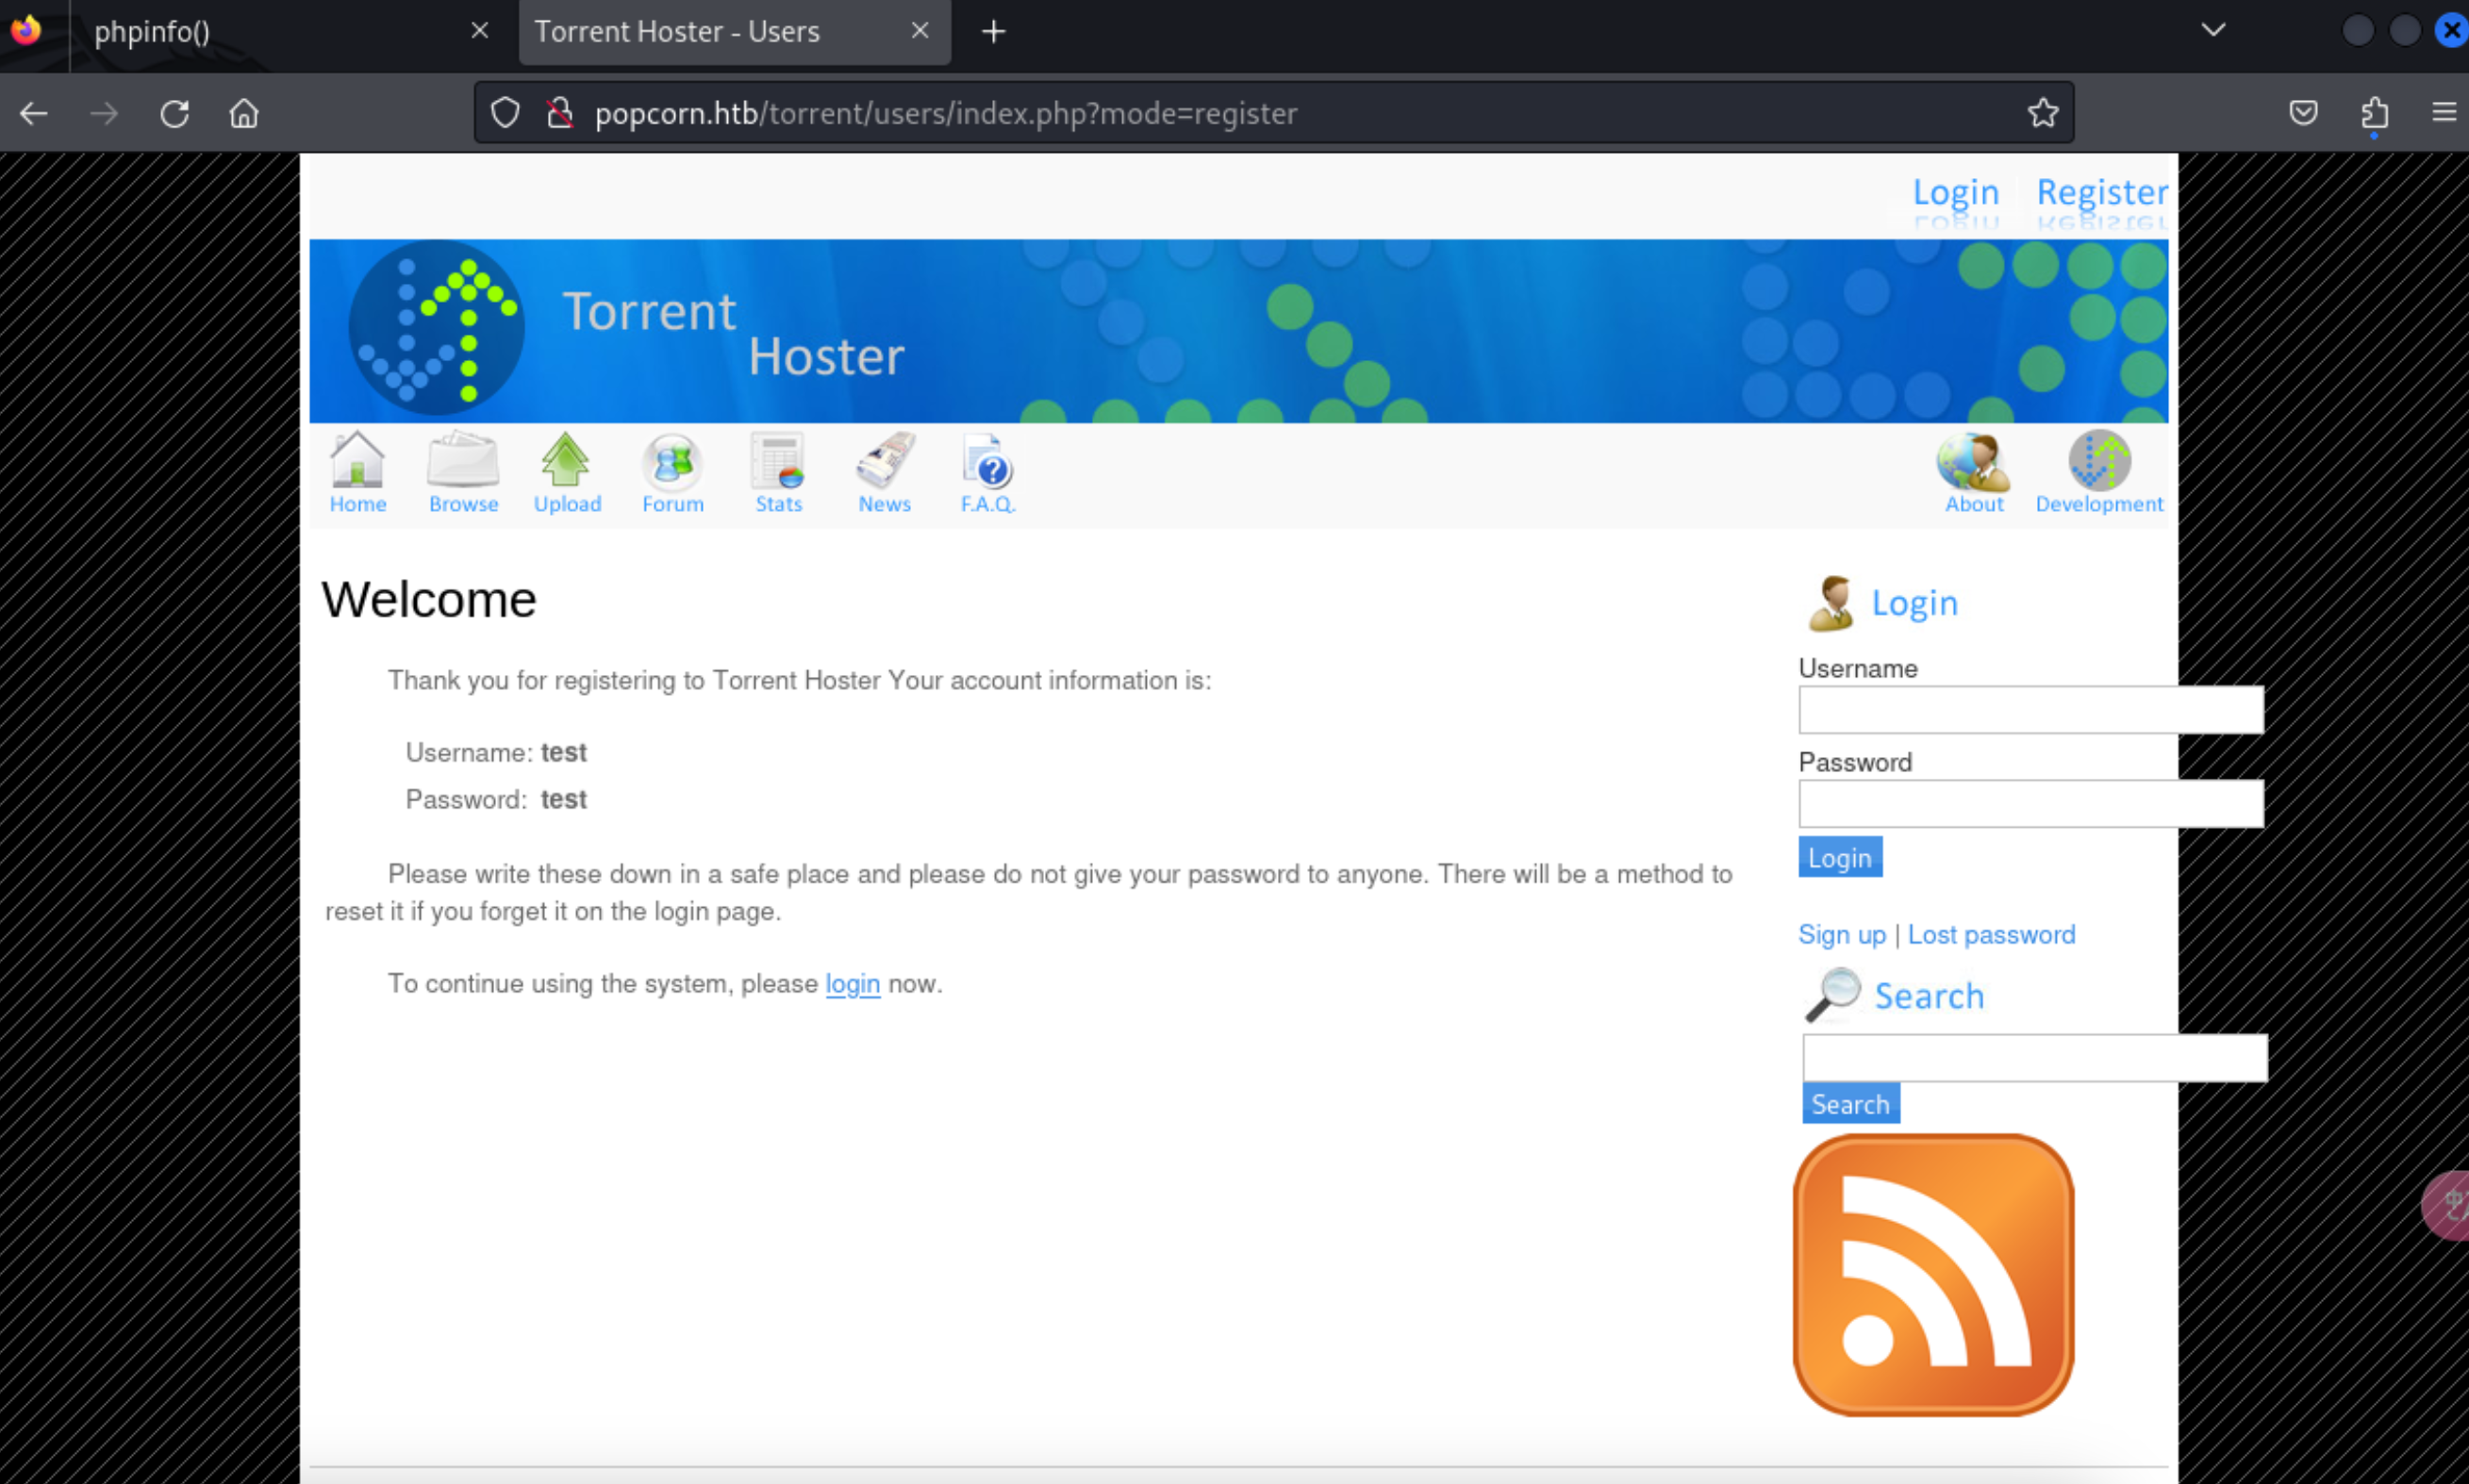 phpinfo()
Torrent Hoster - Users
popcorn.htb/torrent/users/index.php?mode=register
Login Register
Torrent
Hoster
Home Browse Upload Forum Stats News F.A.Q. About Development
Welcome
Thank you for registering to Torrent Hoster Your account information is:
Username: test
Password: test
Please write these down in a safe place and please do not give your password to anyone. There will be a method to
reset it if you forget it on the login page.
To continue using the system, please login now.
Login
Username
Password
Login
Sign up | Lost password
Search
Search